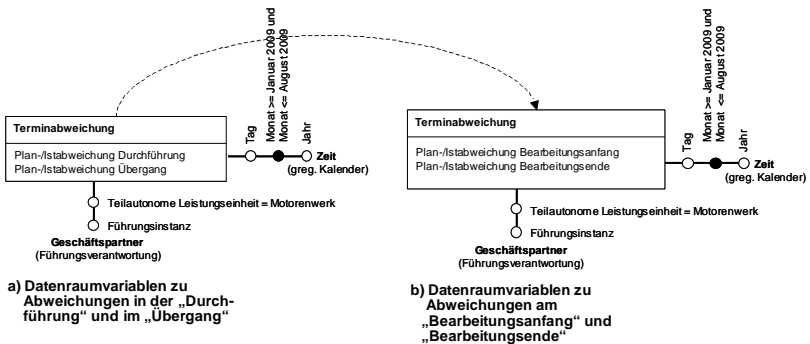 Monat >= Januar 2009 und
Monat <= August 2009
Tag
Jahr
Terminabweichung
Plan-/Istabweichung Durchführung
Plan-/Istabweichung Übergang
Zeit
(greg. Kalender)
Teilautonome Leistungseinheit = Motorenwerk
Führungsinstanz
Geschäftspartner
(Führungsverantwortung)
a) Datenraumvariablen zu
Abweichungen in der „Durch-
führung“ und im „Übergang“
Monat >= Januar 2009 und
Monat <= August 2009
Tag
Jahr
Terminabweichung
Plan-/Istabweichung Bearbeitungsanfang
Plan-/Istabweichung Bearbeitungsende
Zeit
(greg. Kalender)
Teilautonome Leistungseinheit = Motorenwerk
Führungsinstanz
Geschäftspartner
(Führungsverantwortung)
b) Datenraumvariablen zu
Abweichungen am
„Bearbeitungsanfang“ und
„Bearbeitungsende“